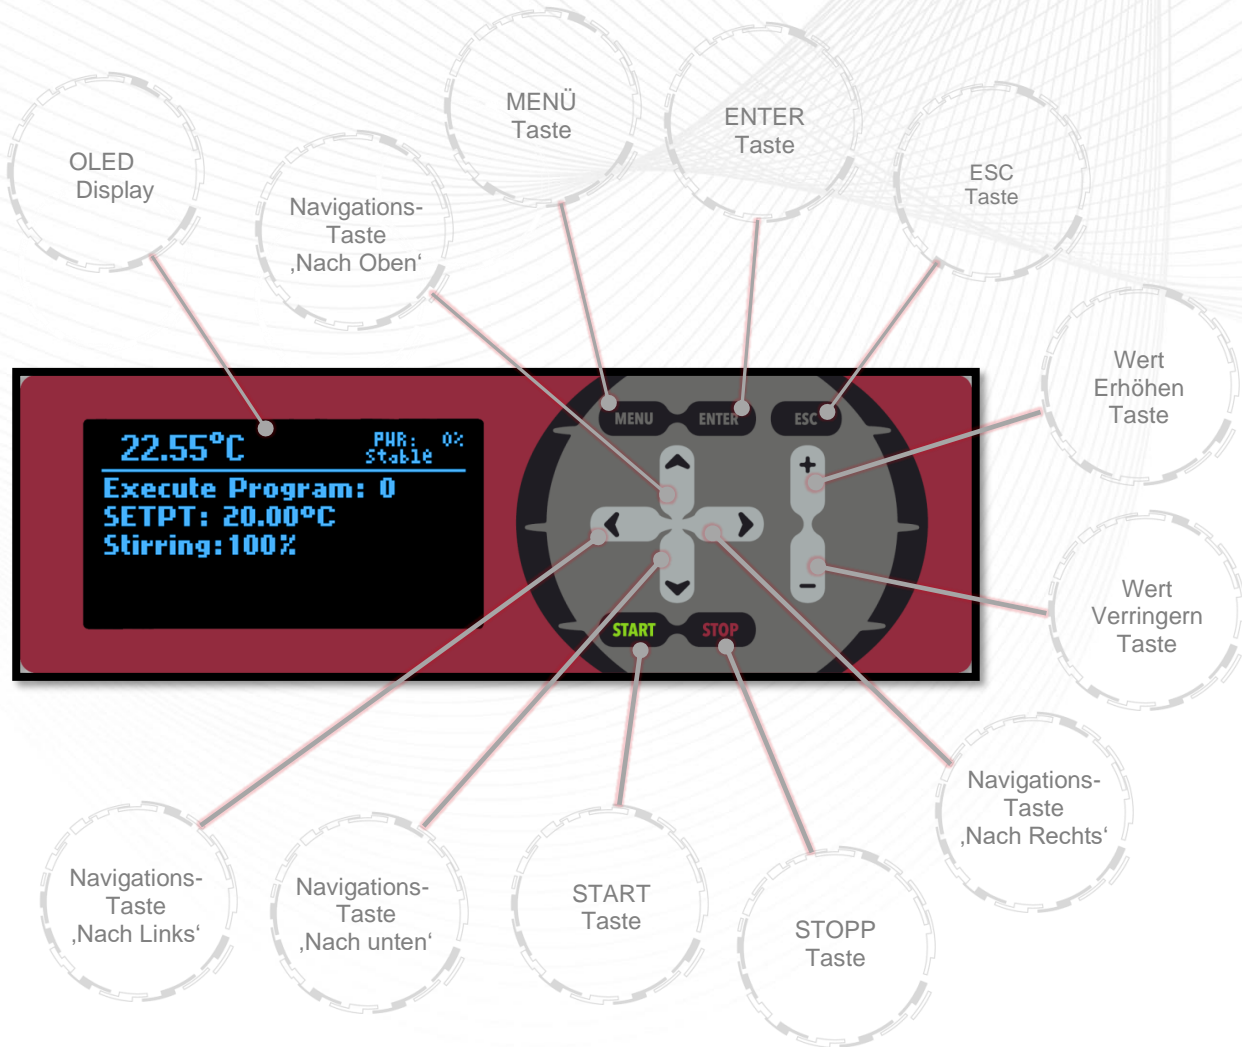 MENÜ
Taste
ENTER
Taste
OLED
Display
ESC
Taste
Navigations-
Taste
‚Nach Oben‘
Wert
Erhöhen
Taste
MENU
ENTER
ESC
22.55°C
PWR: 0%
Stable
Execute Program: 0
SETPT: 20.00°C
Stirring:100%
+
−
START
STOP
Wert
Verringern
Taste
Navigations-
Taste
‚Nach Rechts‘
Navigations-
Taste
‚Nach Links‘
Navigations-
Taste
‚Nach unten‘
START
Taste
STOPP
Taste